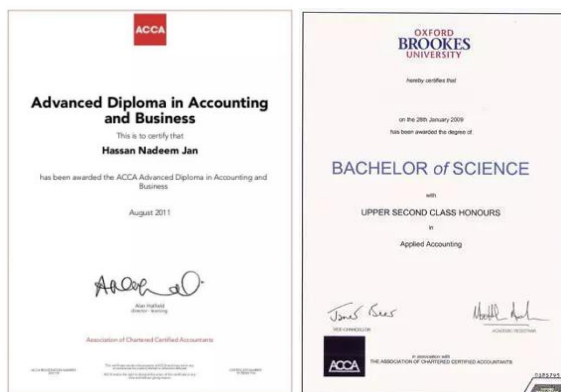 ACCA
Advanced Diploma in Accounting
and Business
This is to certify that
Hassan Nadeem Jan
has been awarded the ACCA Advanced Diploma in Accounting and
Business
August 2011
Alan Hatfield
director - learning
Association of Chartered Certified Accountants
OXFORD
BROOKES
UNIVERSITY
hereby certifies that
on the 28th January 2009
has been awarded the degree of
BACHELOR of SCIENCE
with
UPPER SECOND CLASS HONOURS
in
Applied Accounting
VICE CHANCELLOR
ACADEMIC REGISTRAR
in association with
THE ASSOCIATION OF CHARTERED CERTIFIED ACCOUNTANTS
ACCA